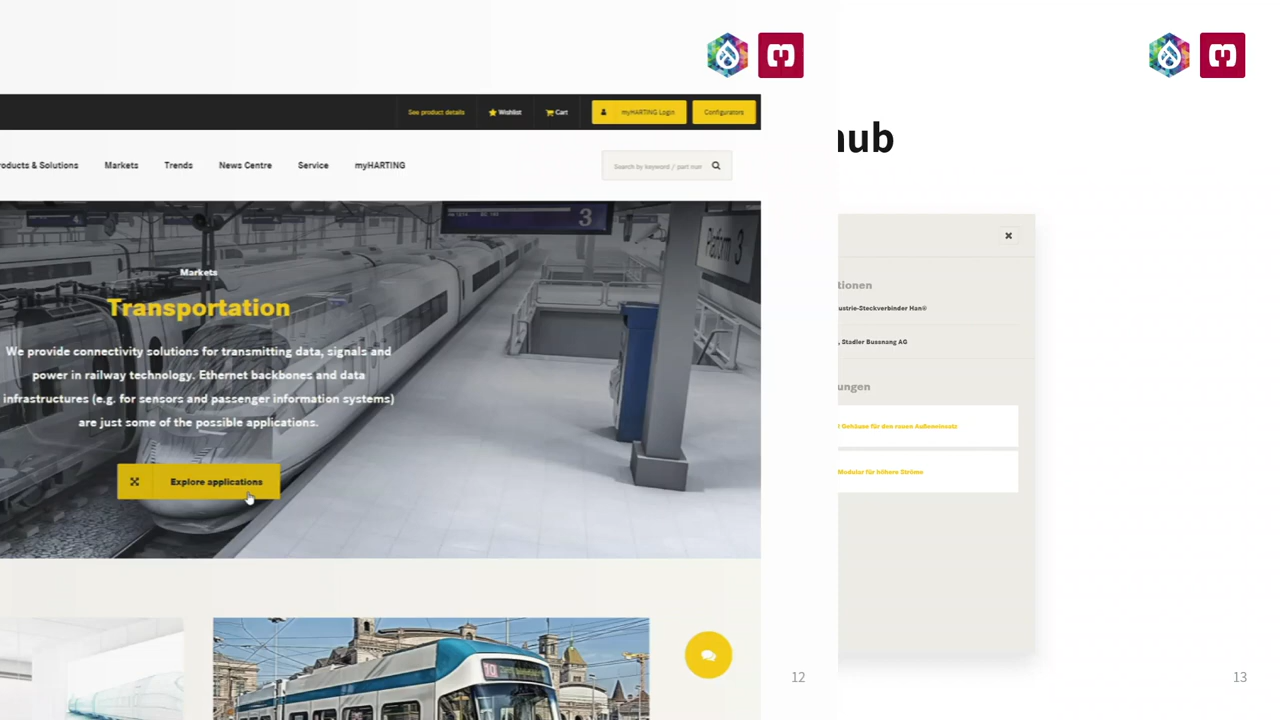 See product details
Wishlist
Cart
myHARTING Login
Configurators
roducts & Solutions
Markets
Trends
News Centre
Service
myHARTING
Search by keyword / part num
3
Platform 3
Markets
Transportation
We provide connectivity solutions for transmitting data, signals and
power in railway technology. Ethernet backbones and data
infrastructures (e.g. for sensors and passenger information systems)
are just some of the possible applications.
Explore applications
10
12
hub
tionen
ustrie-Steckverbinder Han®
, Stadler Bussnang AG
ungen
Gehäuse für den rauen Außeneinsatz
Modular für höhere Ströme
13